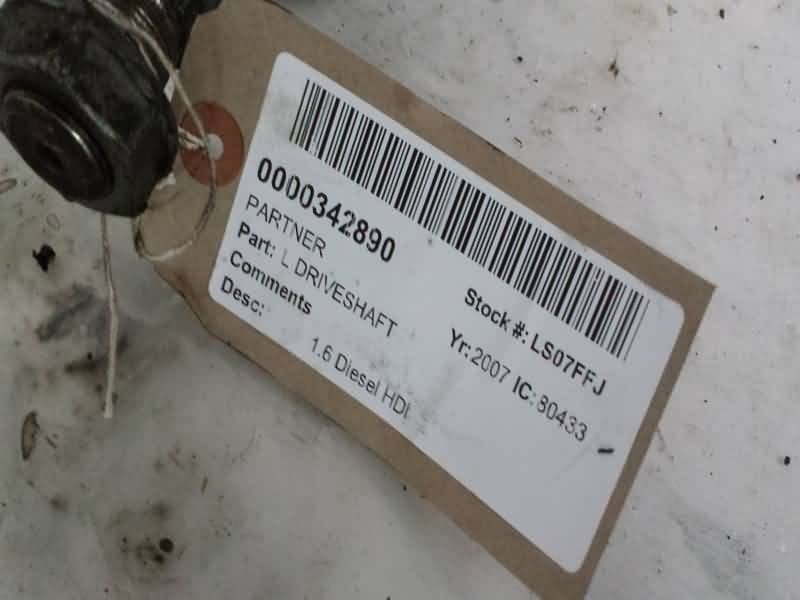 0000342890
Stock #: LS07FFJ
PARTNER
Yr: 2007 IC: 80433
Part: L DRIVESHAFT
Comments
Desc: 1.6 Diesel HDI